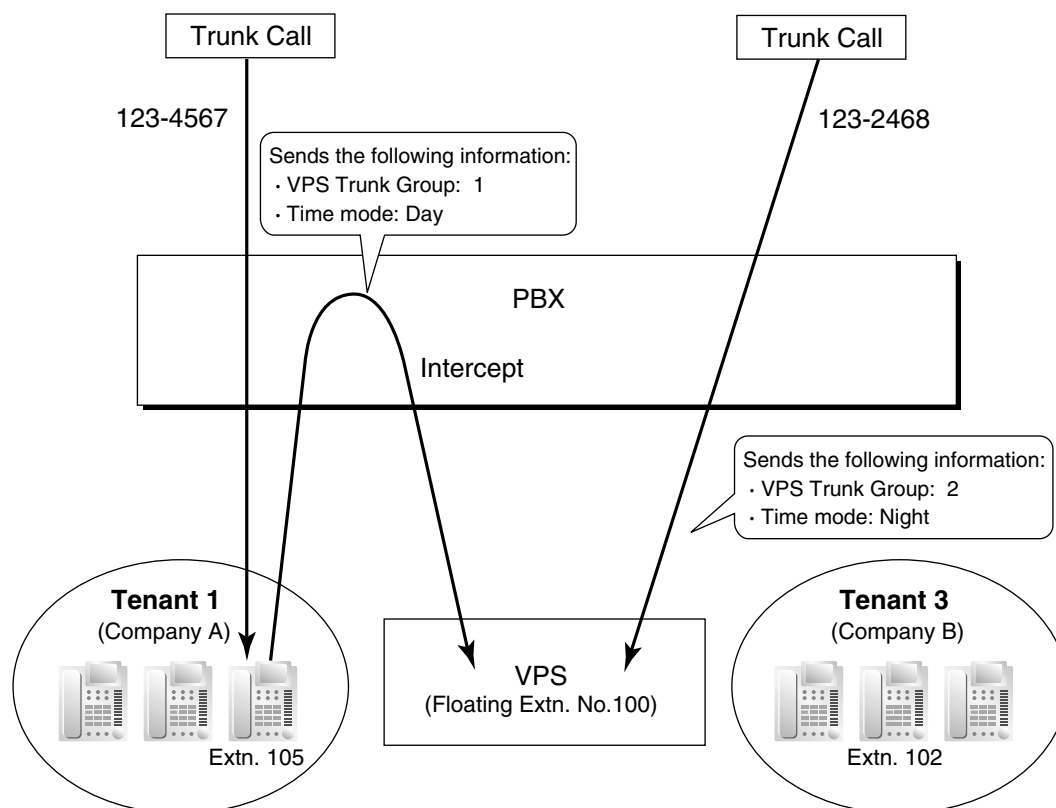 Trunk Call
Trunk Call
123-4567
123-2468
Sends the following information:
· VPS Trunk Group: 1
· Time mode: Day
PBX
Intercept
Sends the following information:
· VPS Trunk Group: 2
· Time mode: Night
Tenant 1
(Company A)
Extn. 105
VPS
(Floating Extn. No.100)
Tenant 3
(Company B)
Extn. 102